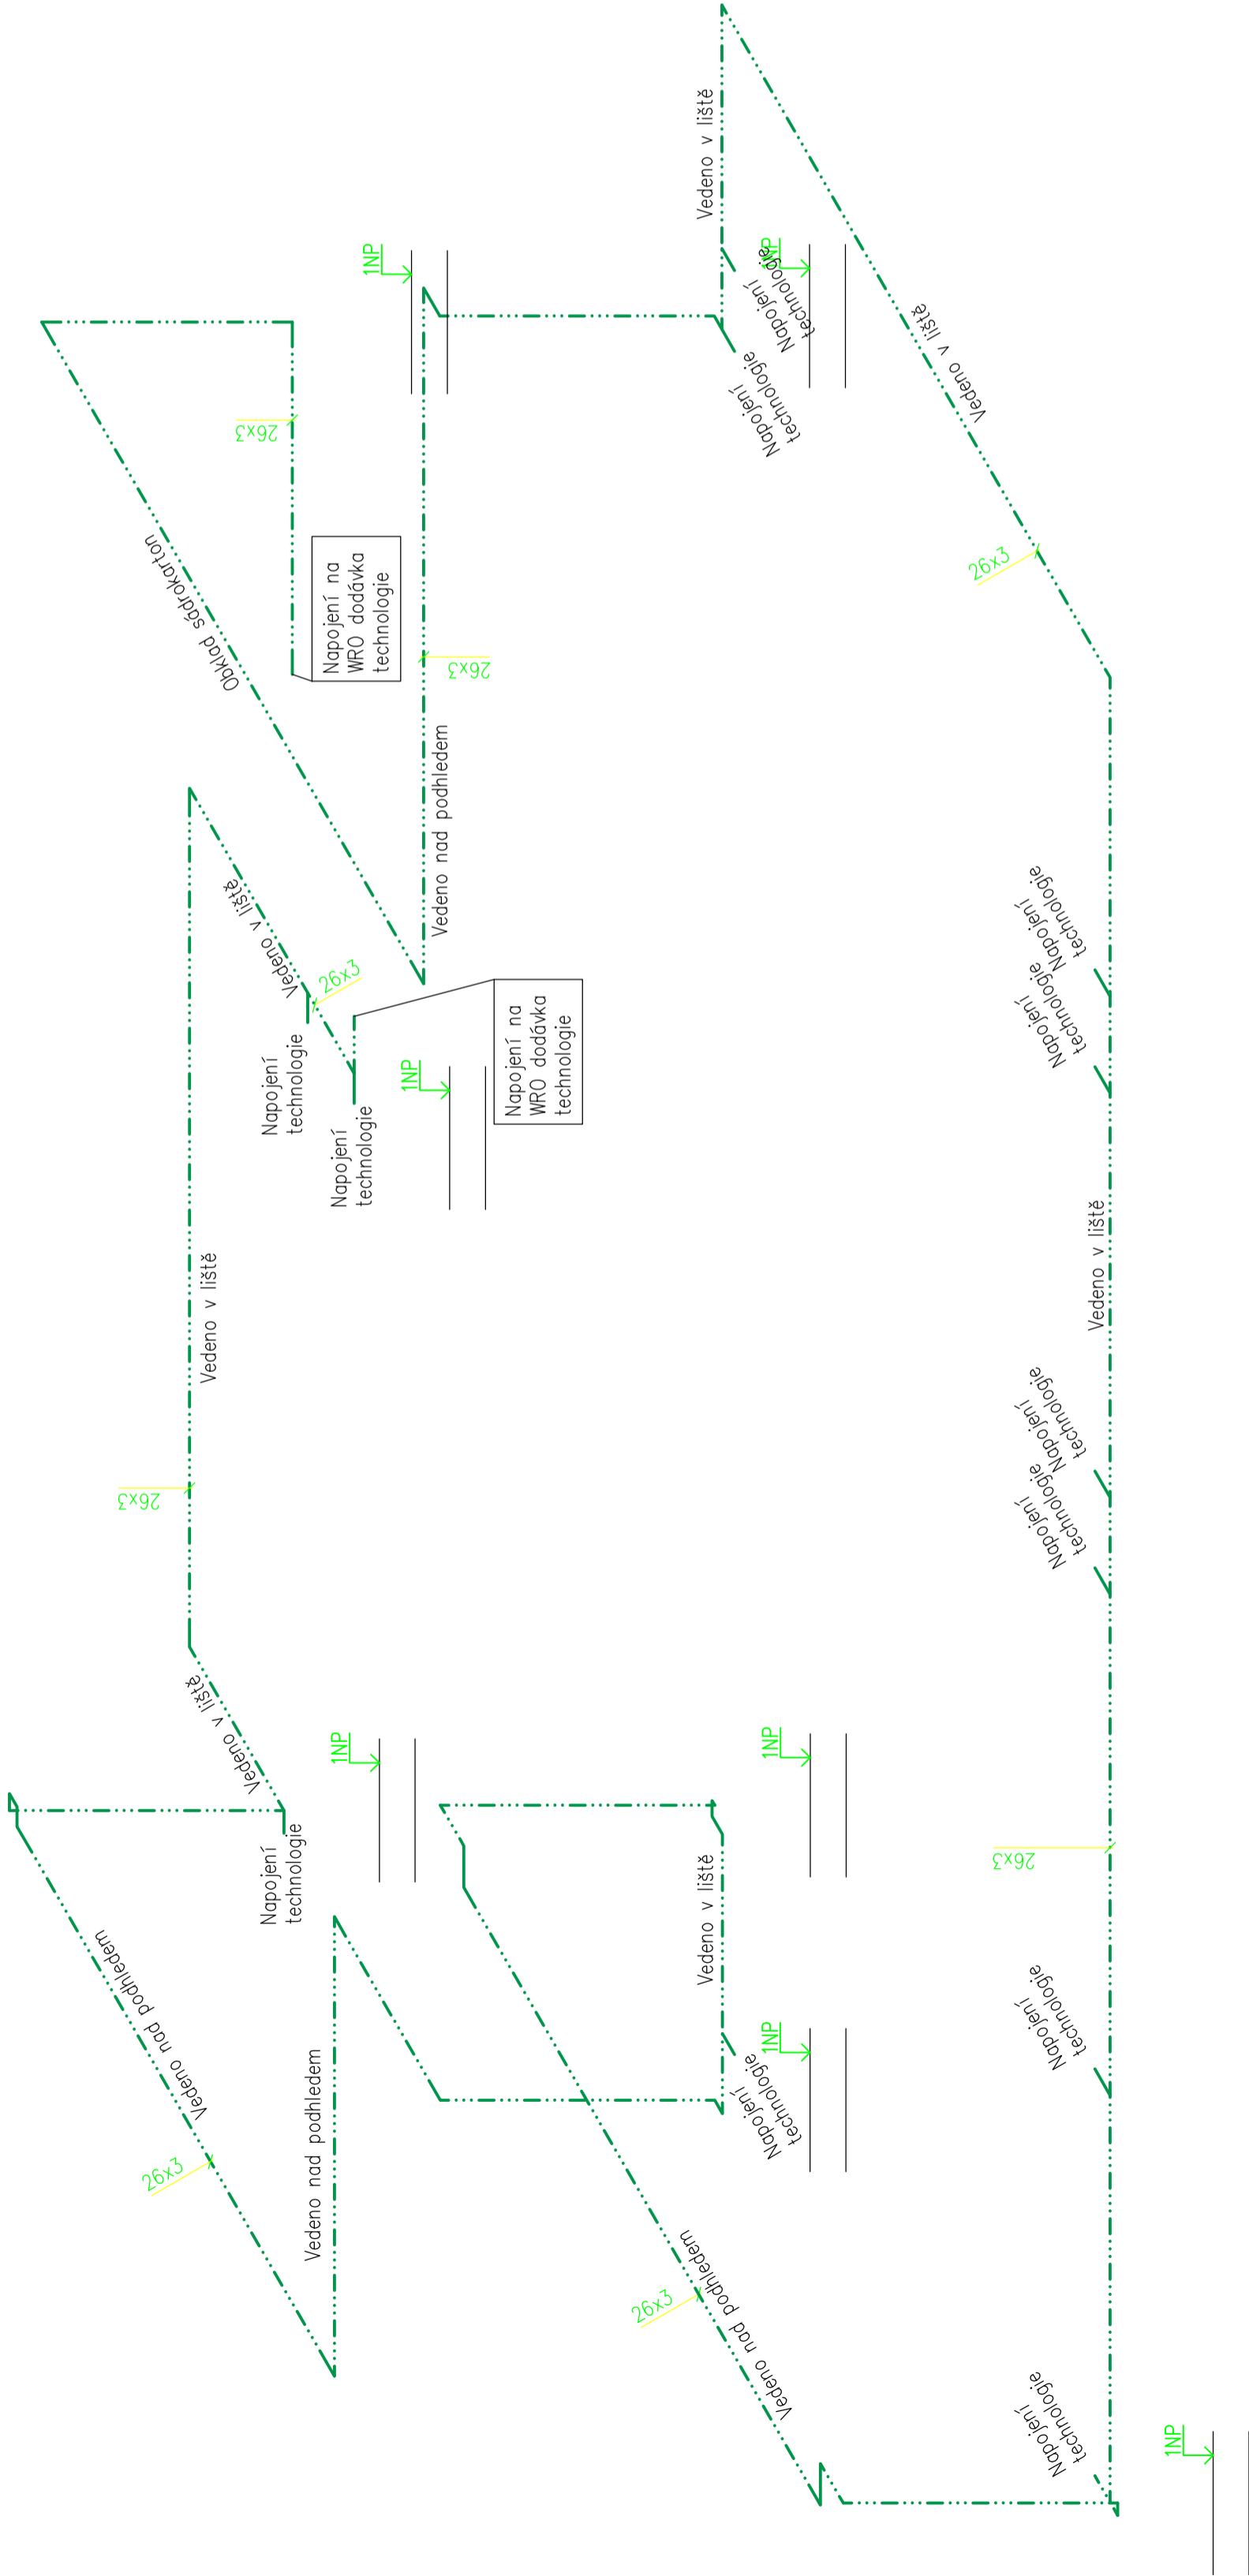 Vedeno v liště
1NP
1NP
Napojení
technologie
Napojení
technologie
Vedeno v liště
26x3
Obklad sádrokarton
Napojení na
WRO dodávka
technologie
26x3
26x3
Vedeno nad podhledem
Vedeno v liště
26x3
Napojení
technologie
Napojení
technologie
1NP
Napojení na
WRO dodávka
technologie
Napojení
technologie
Napojení
technologie
Vedeno v liště
Vedeno v liště
26x3
Napojení
technologie
Napojení
technologie
Vedeno v liště
1NP
1NP
Napojení
technologie
Vedeno v liště
26x3
Vedeno nad podhledem
26x3
Vedeno nad podhledem
1NP
Napojení
technologie
Napojení
technologie
26x3
Vedeno nad podhledem
Napojení
technologie
1NP